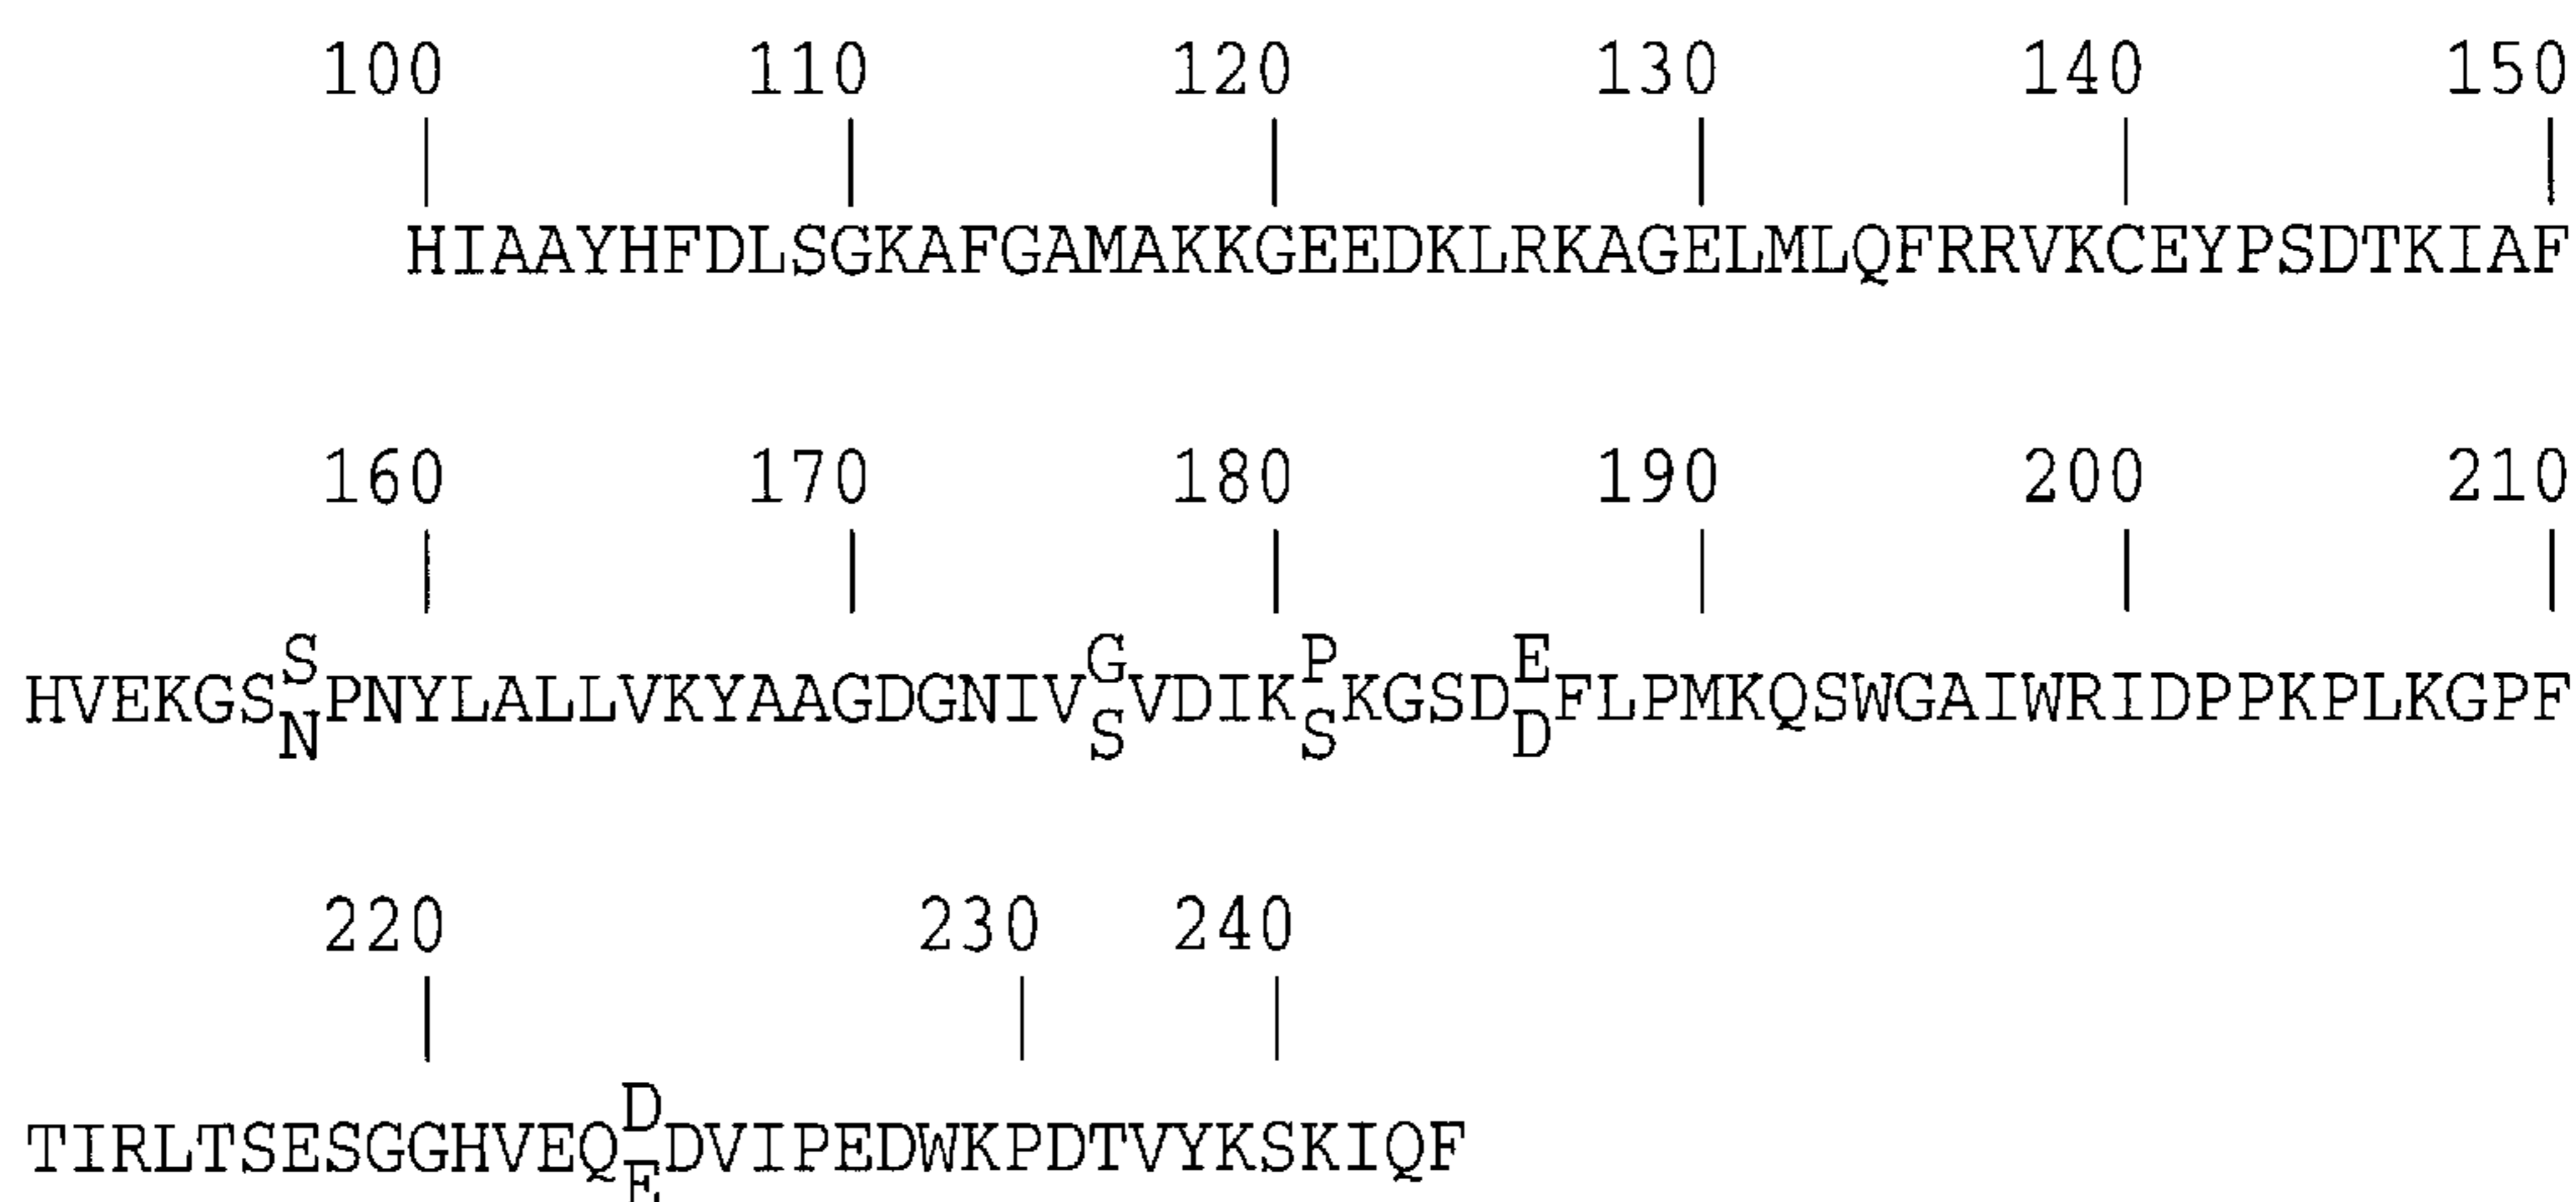 100 110 120 130 140 150
HIAAYHFDLSGKAFGAMAKKGEEDKLRKAGELMLQFRRVKCEYPSDTKIAF
160 170 180 190 200 210
S G P E
HVEKGS PNYLALLVKYAAGDGNIV VDIK KGSD FLPMKQSWGAIWRIDPPKPLKGPF
N S S D
220 230 240
D
TIRLTSESGGHVEQ DVIPEDWKPDTVYKSKIQF
E